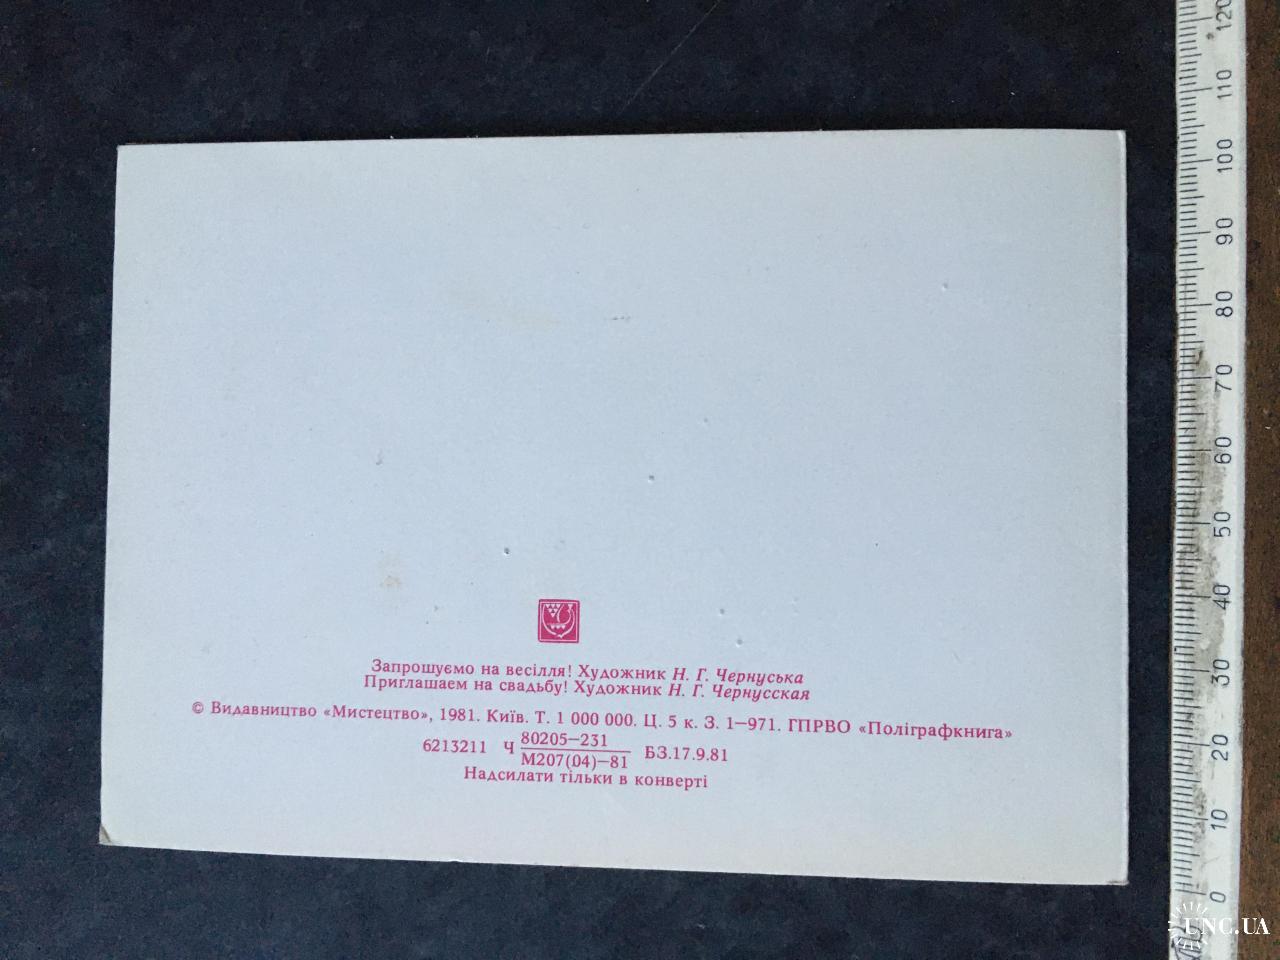 Запрошуємо на весілля! Художник Н. Г. Чернуська
Приглашаем на свадьбу! Художник Н. Г. Чернусская
© Видавництво «Мистецтво», 1981. Київ. Т. 1 000 000. Ц. 5 к. З. 1—971. ГПРВО «Поліграфкнига»
6213211 Ч 80205—231 БЗ.17.9.81
М207(04)—81
Надсилати тільки в конверті
120
110
100
90
80
70
60
50
40
30
20
10
0
UNC.UA